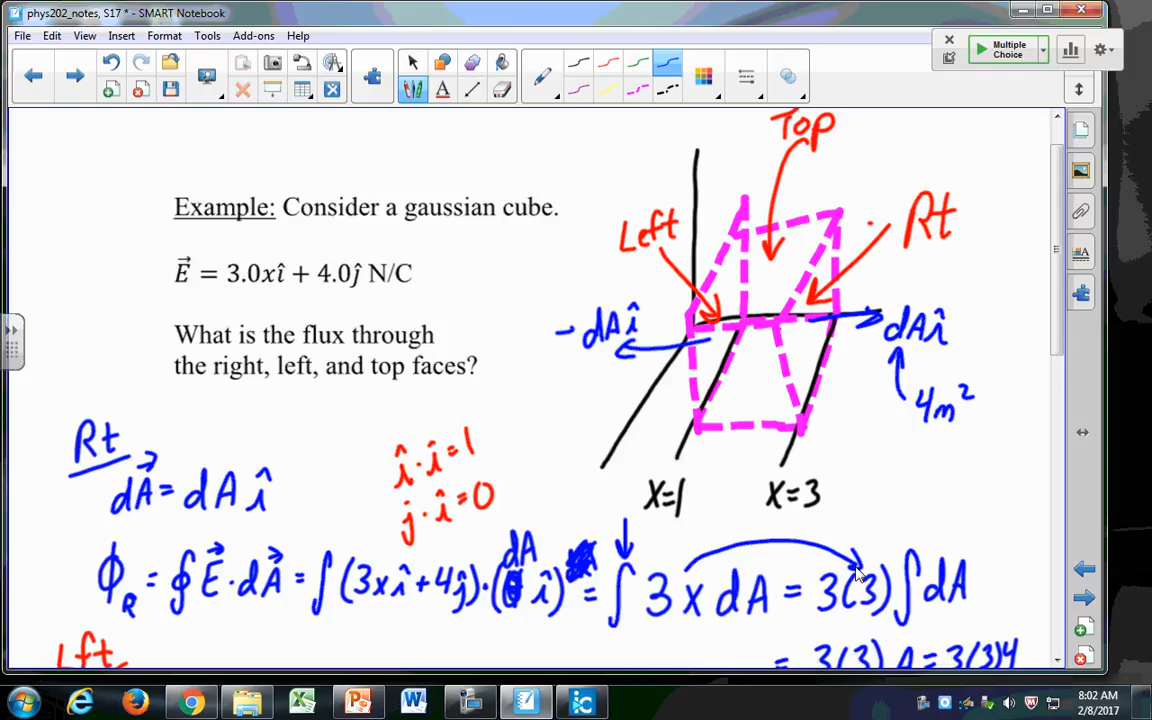 phys202_notes, S17 * - SMART Notebook
File Edit View Insert Format Tools Add-ons Help
Multiple
Choice
Top
Left
Rt
Example: Consider a gaussian cube.
E⃗ = 3.0xî + 4.0ĵ N/C
What is the flux through
the right, left, and top faces?
- dAî
dAî
4m²
X=1
X=3
Rt
dA⃗ = dA î
î · î = 1
j · î = 0
dA
Φ_R = ∮ E⃗ · dA⃗ = ∫ (3xî + 4ĵ) · ( î) = ∫ 3 x dA = 3(3) ∫ dA
Lft
= 3(3) A = 3(3)4
8:02 AM
2/8/2017